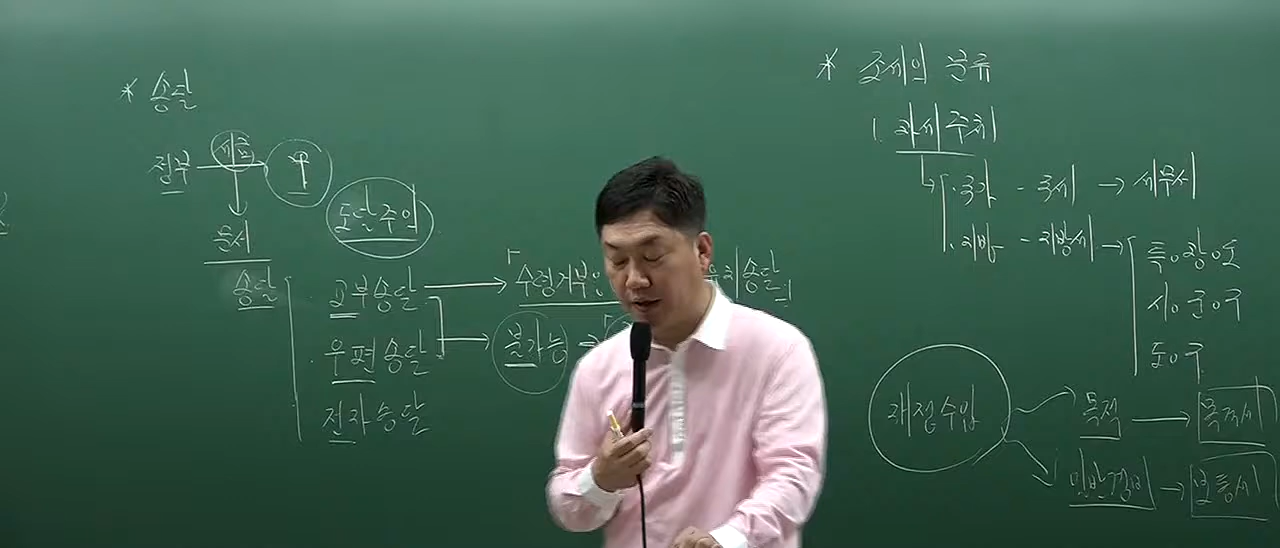 * 송달
정부 세금
문서
도달주의
송달
교부송달
우편송달
전자송달
수령거부
유치송달
불가능
* 조세의 분류
1. 과세주체
국가 - 국세 → 세무서
지방 - 지방세 →
특·광·도
시·군·구
도·구
재정수입
목적 → 목적세
일반경비 → 보통세